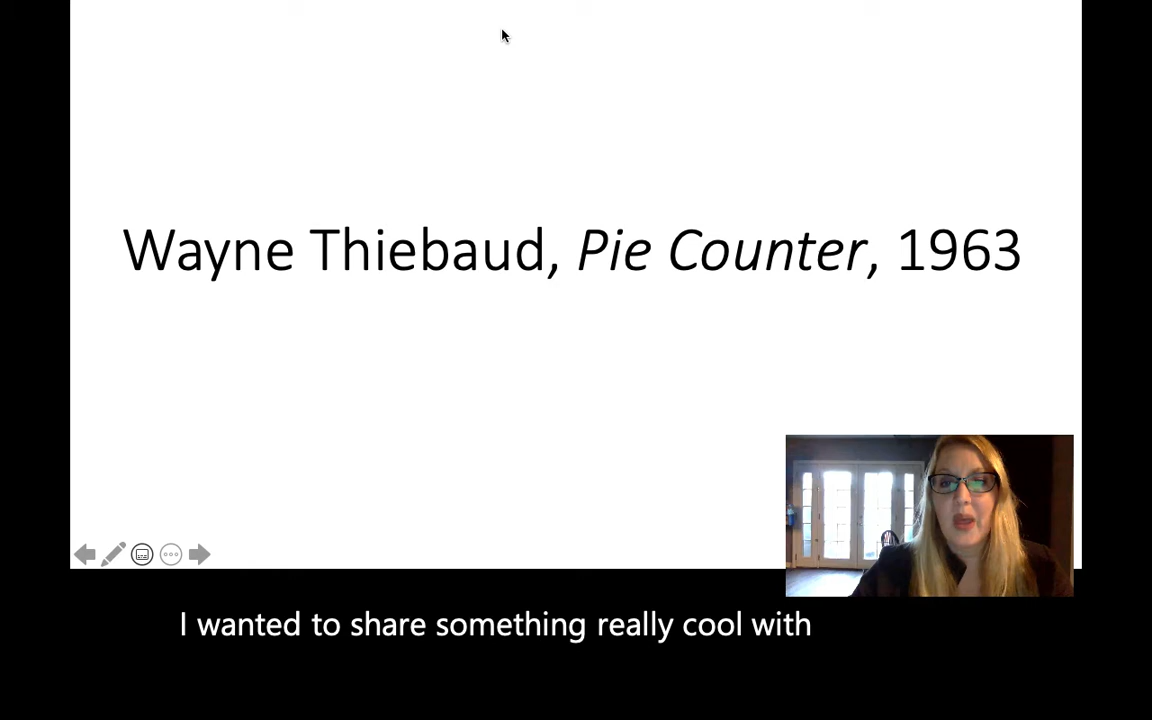 Wayne Thiebaud, Pie Counter, 1963
I wanted to share something really cool with